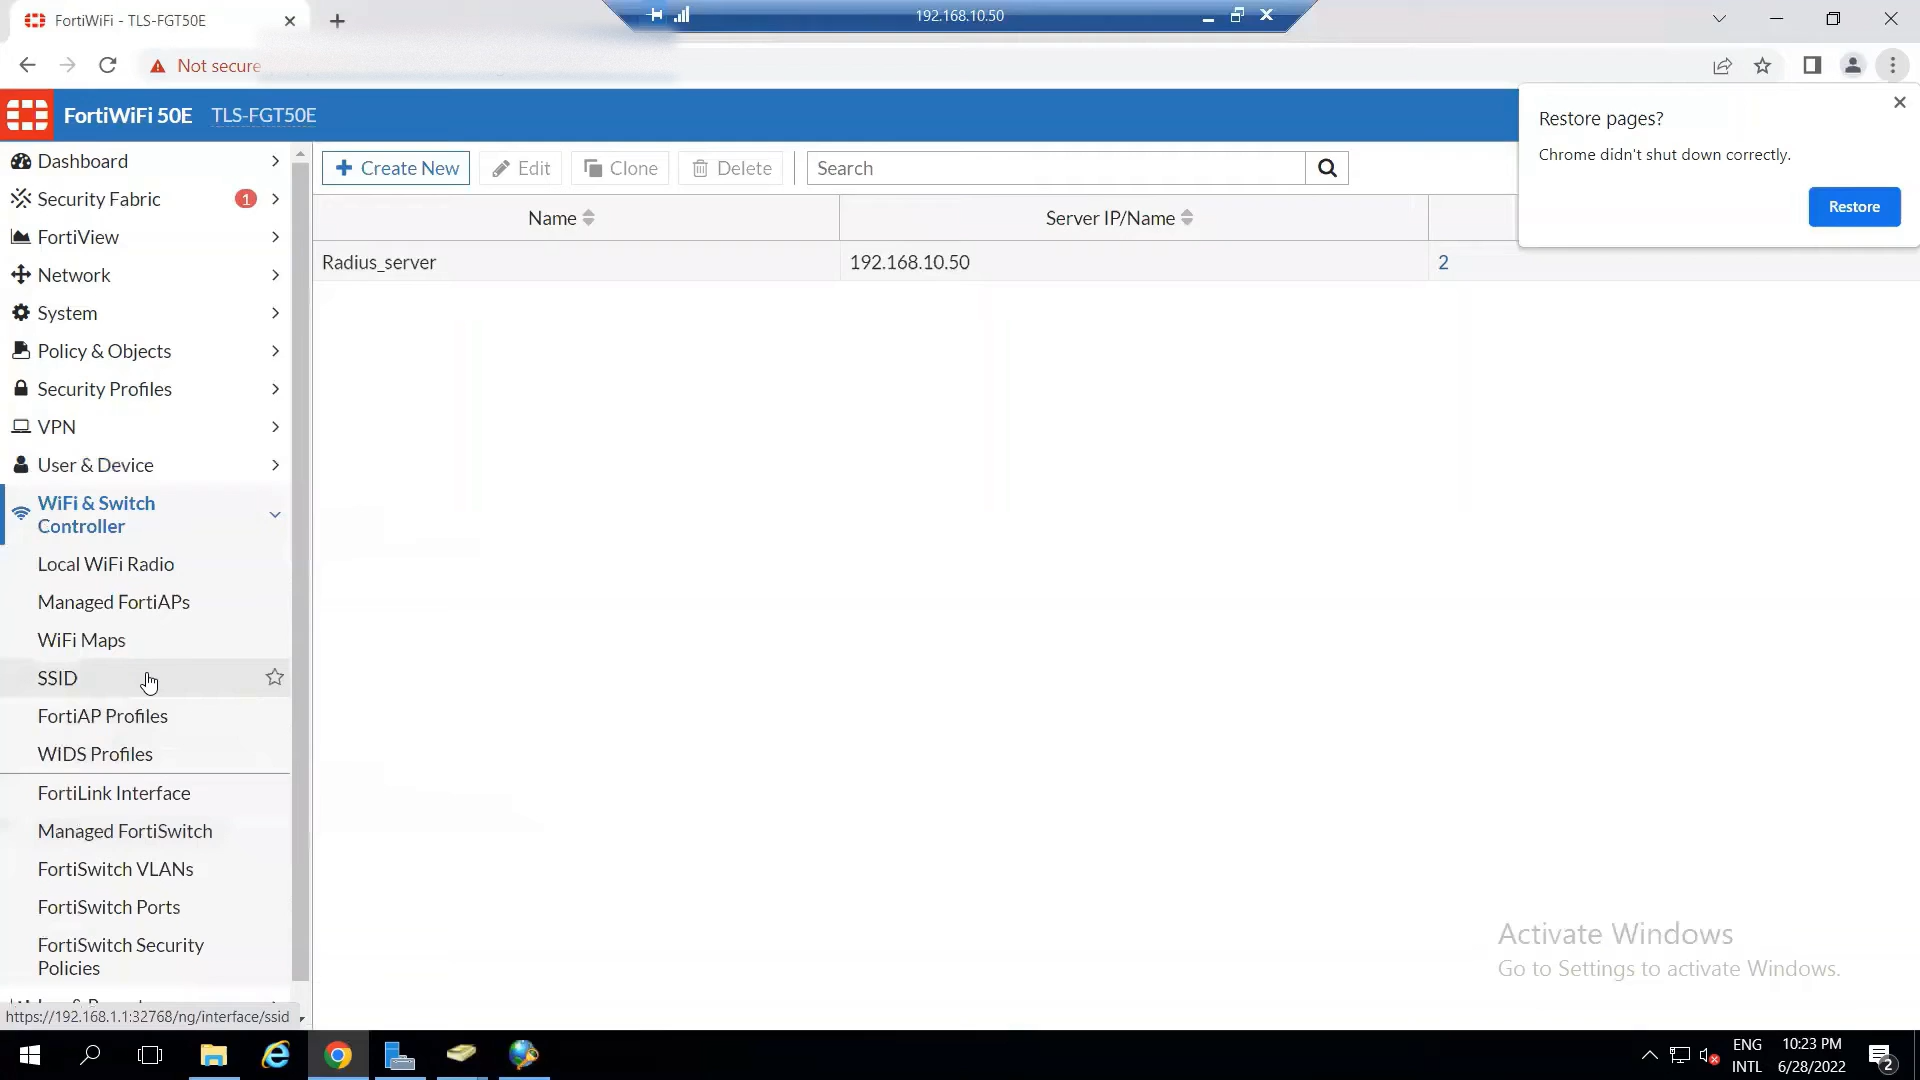 FortiWiFi - TLS-FGT50E
192.168.10.50
Not secure
FortiWiFi 50E TLS-FGT50E
Restore pages?
Chrome didn't shut down correctly.
Restore
Dashboard
Security Fabric 1
FortiView
Network
System
Policy & Objects
Security Profiles
VPN
User & Device
WiFi & Switch
Controller
Local WiFi Radio
Managed FortiAPs
WiFi Maps
SSID
FortiAP Profiles
WIDS Profiles
FortiLink Interface
Managed FortiSwitch
FortiSwitch VLANs
FortiSwitch Ports
FortiSwitch Security
Policies
https://192.168.1.1:32768/ng/interface/ssid
Create New Edit Clone Delete Search
Name Server IP/Name
Radius_server 192.168.10.50 2
Activate Windows
Go to Settings to activate Windows.
ENG 10:23 PM
INTL 6/28/2022 2